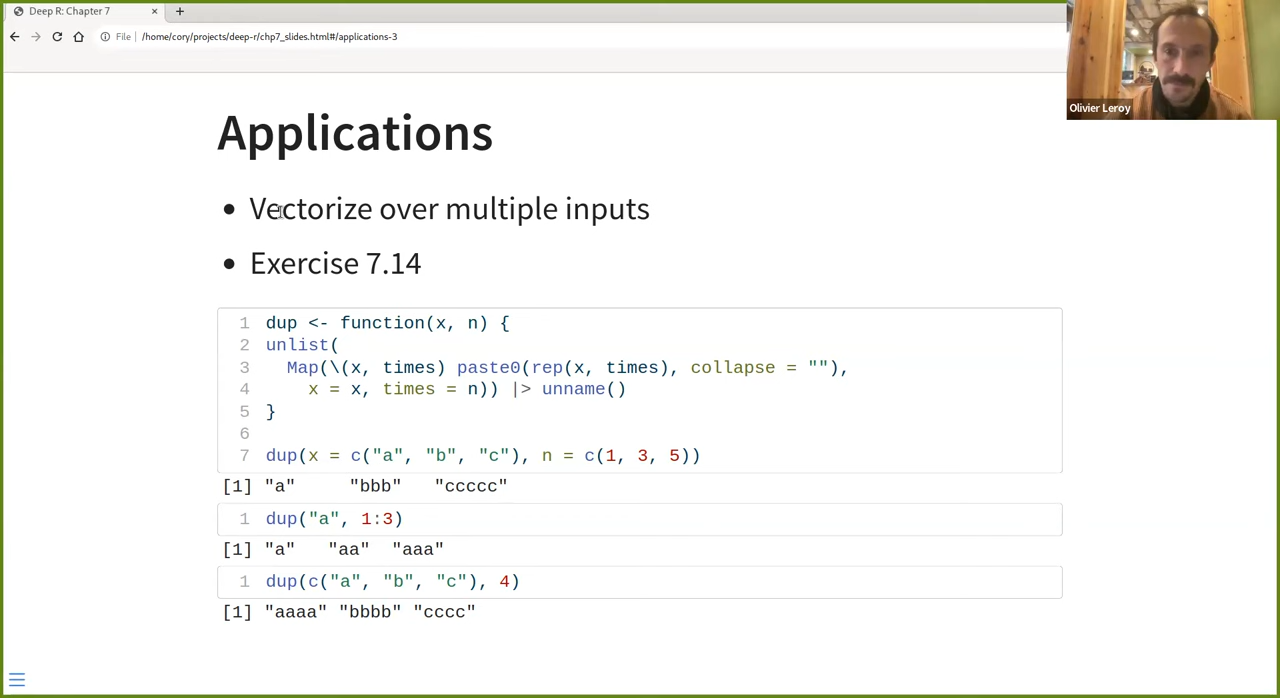 Deep R: Chapter 7
File | /home/cory/projects/deep-r/chp7_slides.html#/applications-3
Olivier Leroy
Applications
• Vectorize over multiple inputs
• Exercise 7.14
1 dup <- function(x, n) {
2 unlist(
3   Map(\(x, times) paste0(rep(x, times), collapse = ""),
4     x = x, times = n)) |> unname()
5 }
6
7 dup(x = c("a", "b", "c"), n = c(1, 3, 5))
[1] "a"     "bbb"   "ccccc"
1 dup("a", 1:3)
[1] "a"   "aa"  "aaa"
1 dup(c("a", "b", "c"), 4)
[1] "aaaa" "bbbb" "cccc"